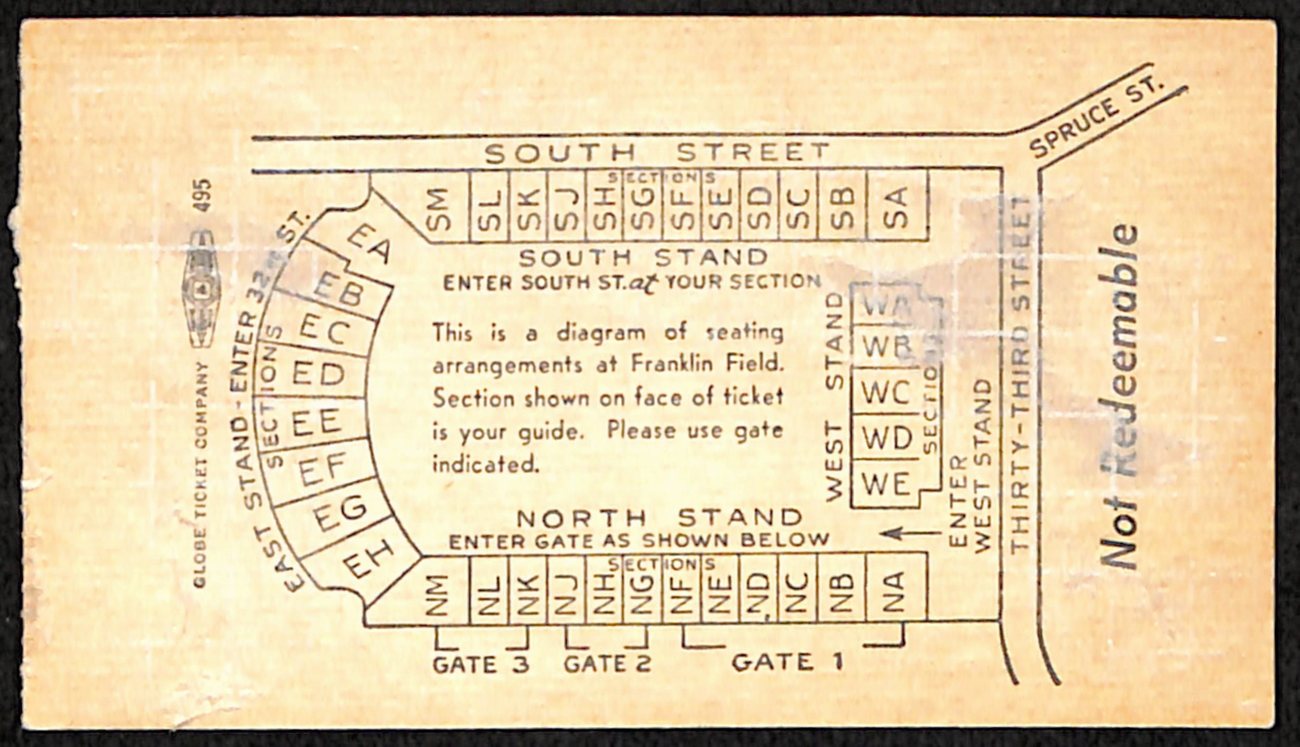 SPRUCE ST.
SOUTH STREET
SECTIONS
SM SL SK SJ SH SG SF SE SD SC SB SA
SOUTH STAND
ENTER SOUTH ST. at YOUR SECTION
This is a diagram of seating
arrangements at Franklin Field.
Section shown on face of ticket
is your guide. Please use gate
indicated.
NORTH STAND
ENTER GATE AS SHOWN BELOW
SECTIONS
NM NL NK NJ NH NG NF NE ND NC NB NA
GATE 3 GATE 2 GATE 1
EAST STAND-ENTER 32nd ST.
SECTIONS
EA
EB
EC
ED
EE
EF
EG
EH
WEST STAND
WA
WB
WC
WD
WE
ENTER
WEST STAND
THIRTY-THIRD STREET
Not Redeemable
GLOBE TICKET COMPANY 495